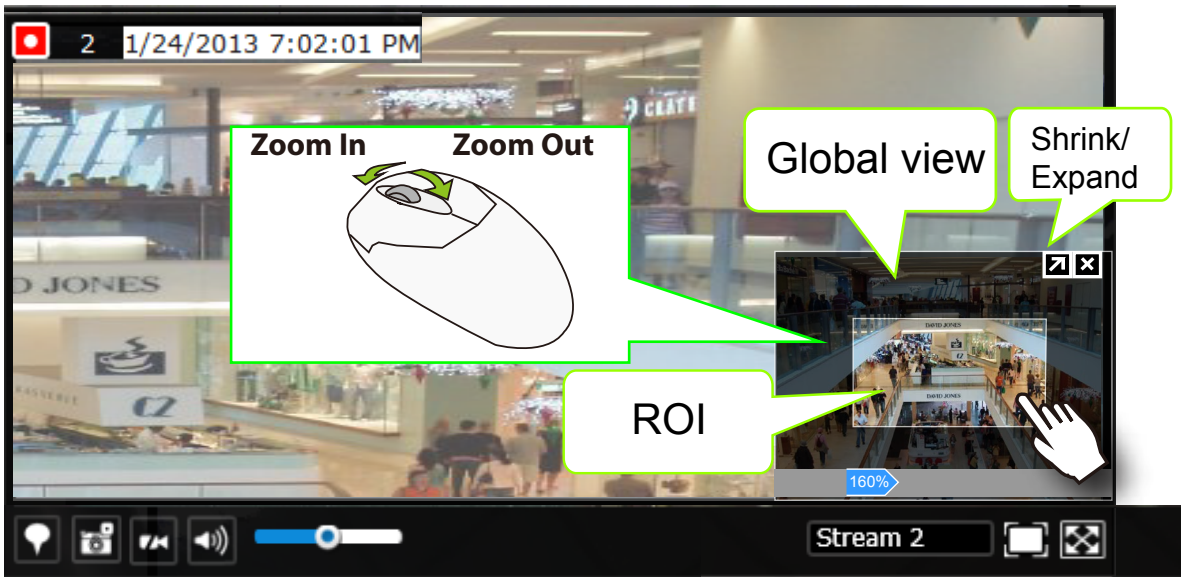 2 1/24/2013 7:02:01 PM
CRATE
Zoom In Zoom Out
Global view
Shrink/
Expand
D JONES
DAVID JONES
ROI
DAVID JONES
160%
Stream 2